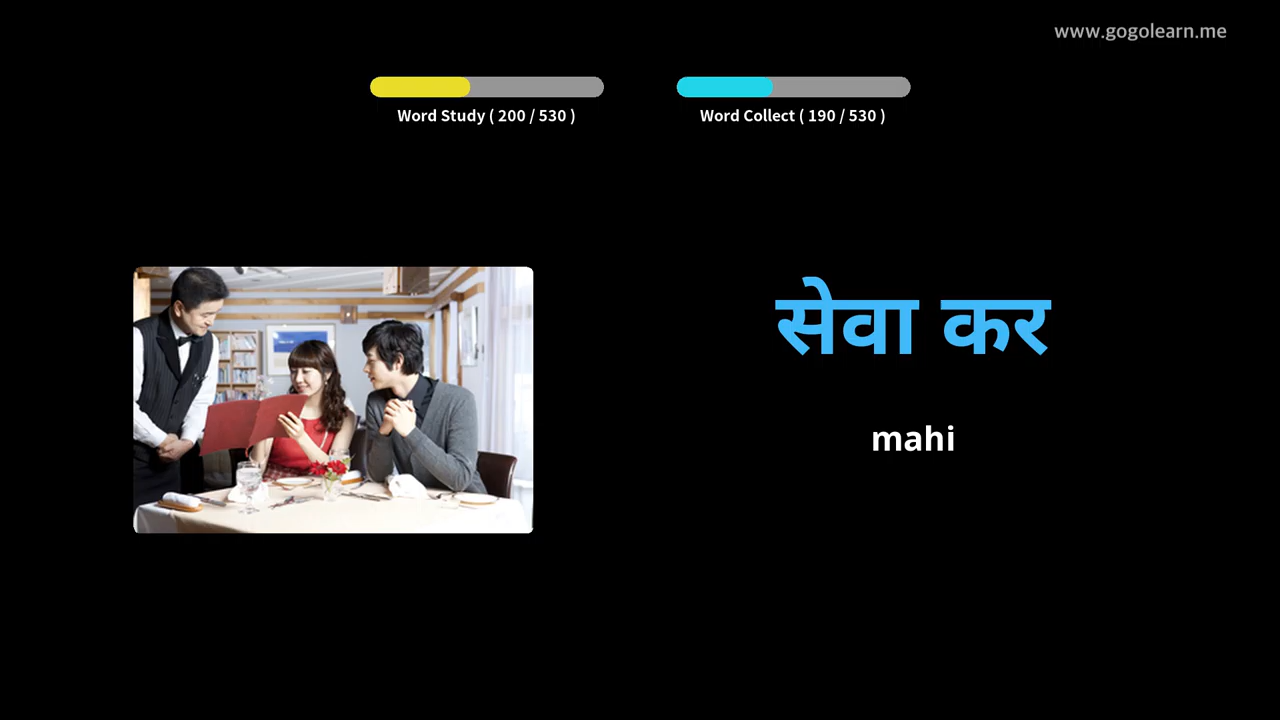 www.gogolearn.me
Word Study ( 200 / 530 )
Word Collect ( 190 / 530 )
सेवा कर
mahi